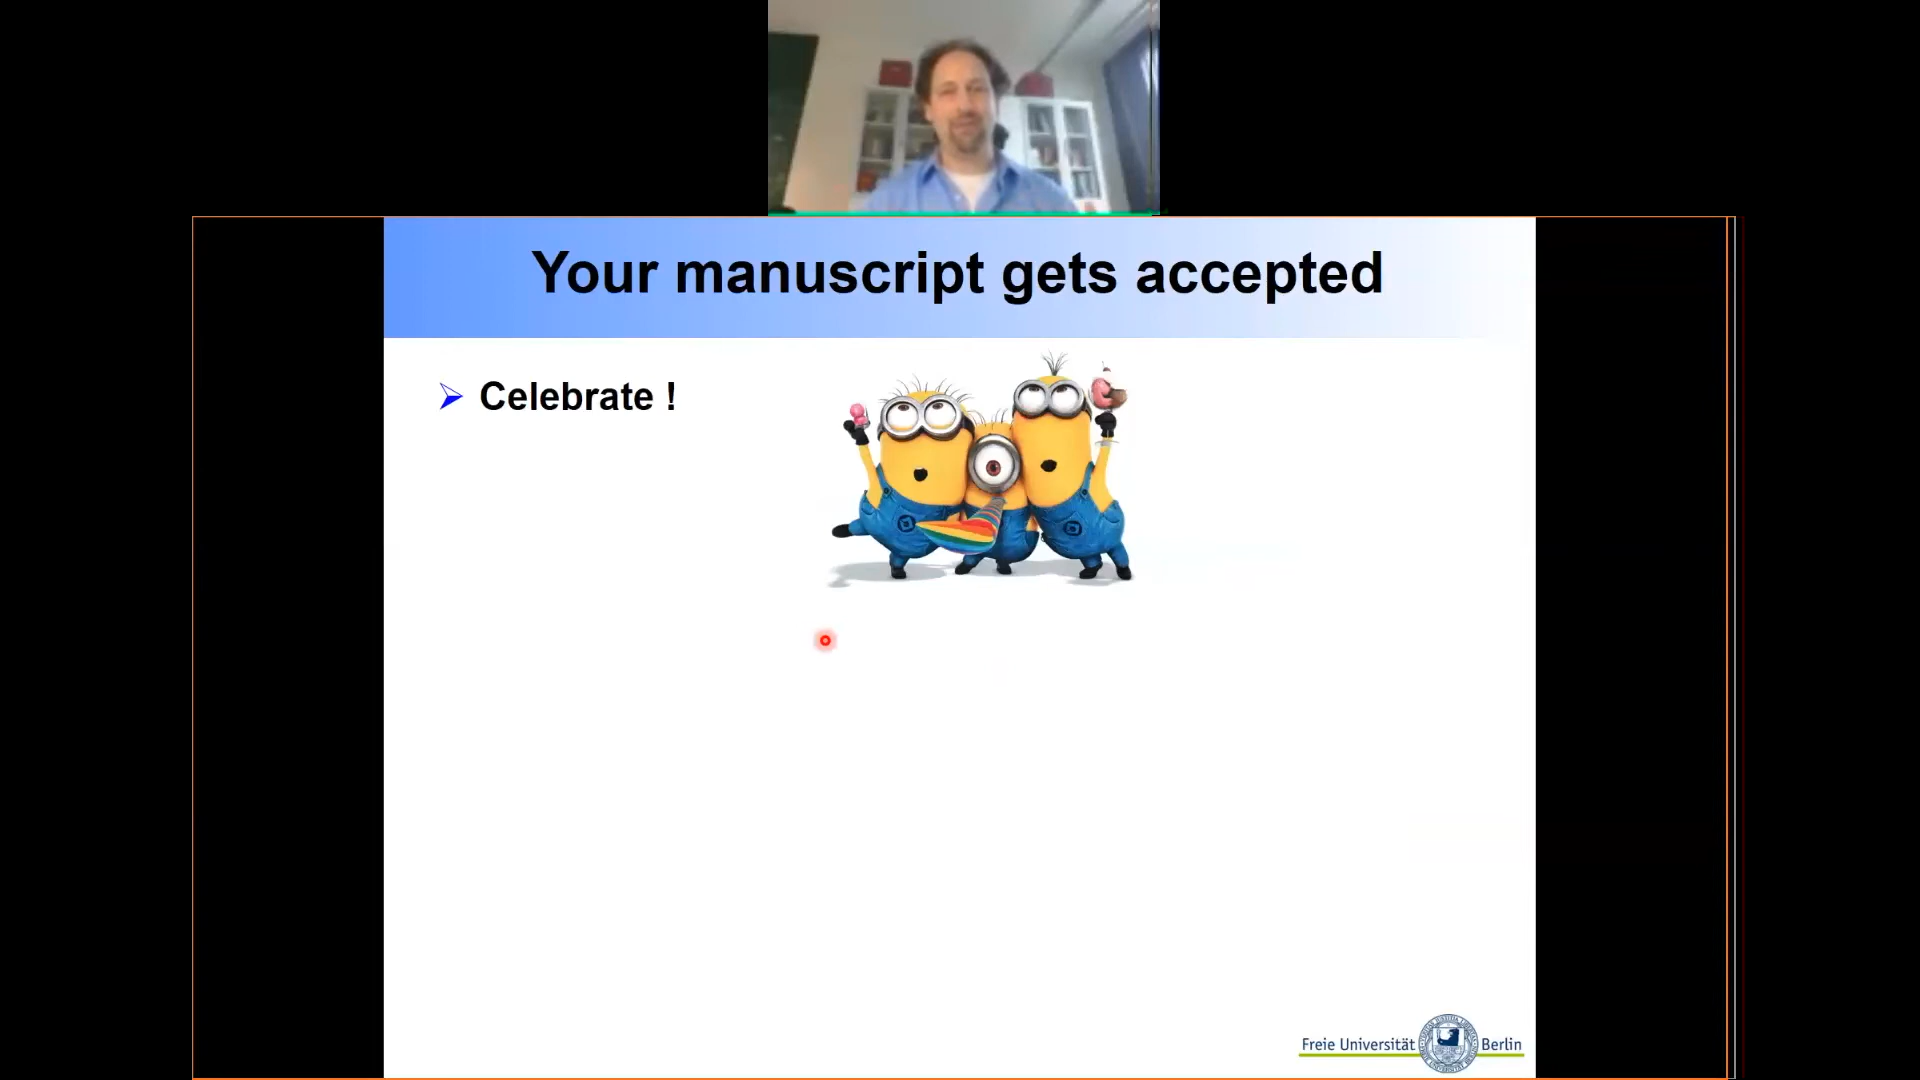 Your manuscript gets accepted
Celebrate !
Freie Universität Berlin